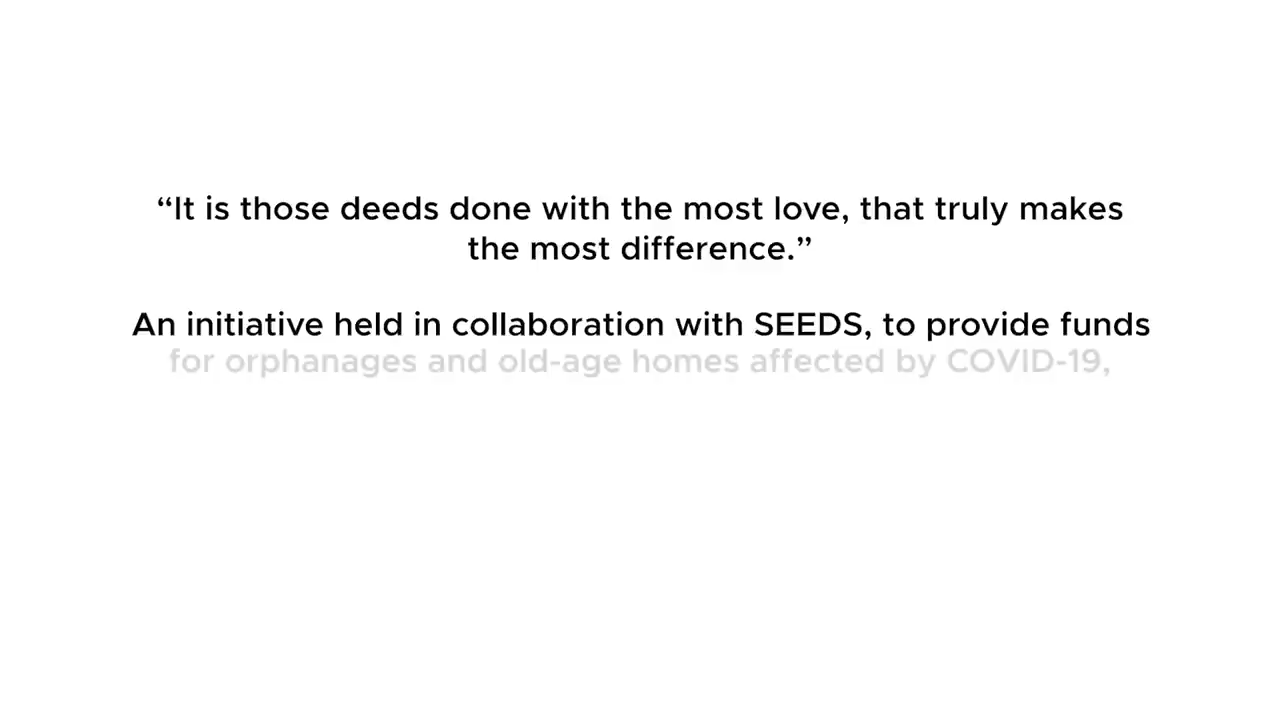 “It is those deeds done with the most love, that truly makes
the most difference.”
An initiative held in collaboration with SEEDS, to provide funds
for orphanages and old-age homes affected by COVID-19,